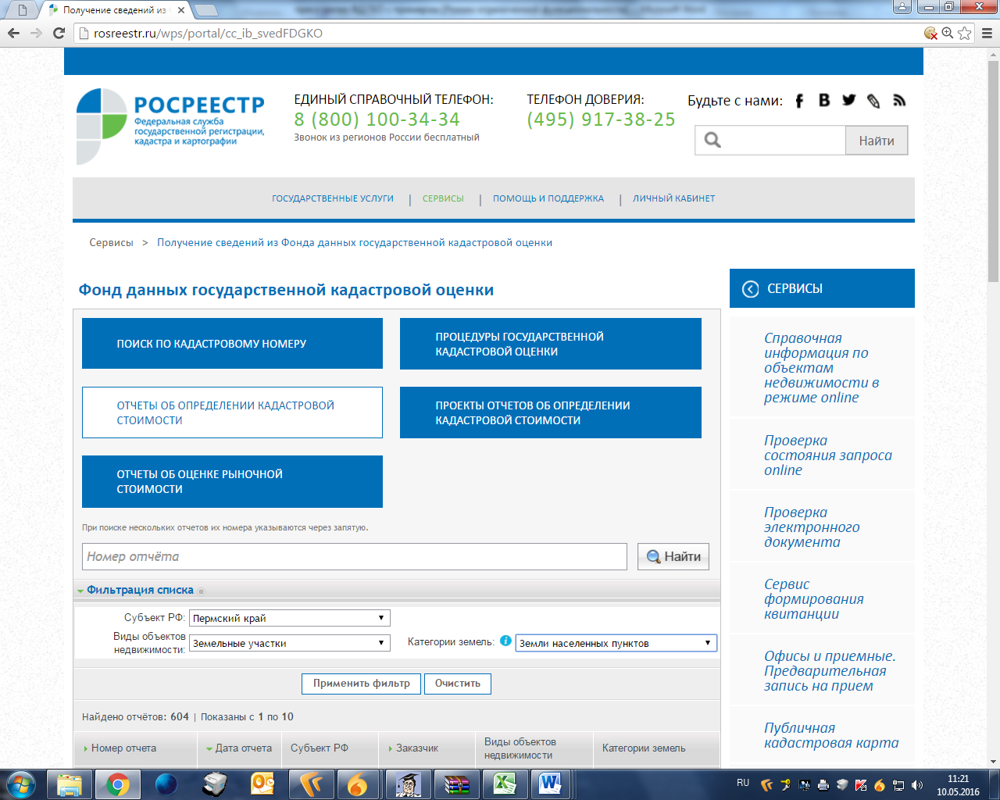 Получение сведений из
rosreestr.ru/wps/portal/cc_ib_svedFDGKO
РОСРЕЕСТР
Федеральная служба
государственной регистрации,
кадастра и картографии
ЕДИНЫЙ СПРАВОЧНЫЙ ТЕЛЕФОН:
8 (800) 100-34-34
Звонок из регионов России бесплатный
ТЕЛЕФОН ДОВЕРИЯ:
(495) 917-38-25
Будьте с нами:
Найти
ГОСУДАРСТВЕННЫЕ УСЛУГИ | СЕРВИСЫ | ПОМОЩЬ И ПОДДЕРЖКА | ЛИЧНЫЙ КАБИНЕТ
Сервисы > Получение сведений из Фонда данных государственной кадастровой оценки
Фонд данных государственной кадастровой оценки
ПОИСК ПО КАДАСТРОВОМУ НОМЕРУ
ПРОЦЕДУРЫ ГОСУДАРСТВЕННОЙ
КАДАСТРОВОЙ ОЦЕНКИ
ОТЧЕТЫ ОБ ОПРЕДЕЛЕНИИ КАДАСТРОВОЙ
СТОИМОСТИ
ПРОЕКТЫ ОТЧЕТОВ ОБ ОПРЕДЕЛЕНИИ
КАДАСТРОВОЙ СТОИМОСТИ
ОТЧЕТЫ ОБ ОЦЕНКЕ РЫНОЧНОЙ
СТОИМОСТИ
При поиске нескольких отчетов их номера указываются через запятую.
Номер отчёта
Найти
Фильтрация списка
Субъект РФ: Пермский край
Виды объектов
недвижимости: Земельные участки
Категории земель: Земли населенных пунктов
Применить фильтр
Очистить
Найдено отчётов: 604 | Показаны с 1 по 10
Номер отчета
Дата отчета
Субъект РФ
Заказчик
Виды объектов
недвижимости
Категории земель
СЕРВИСЫ
Справочная
информация по
объектам
недвижимости в
режиме online
Проверка
состояния запроса
online
Проверка
электронного
документа
Сервис
формирования
квитанции
Офисы и приемные.
Предварительная
запись на прием
Публичная
кадастровая карта
RU
11:21
10.05.2016